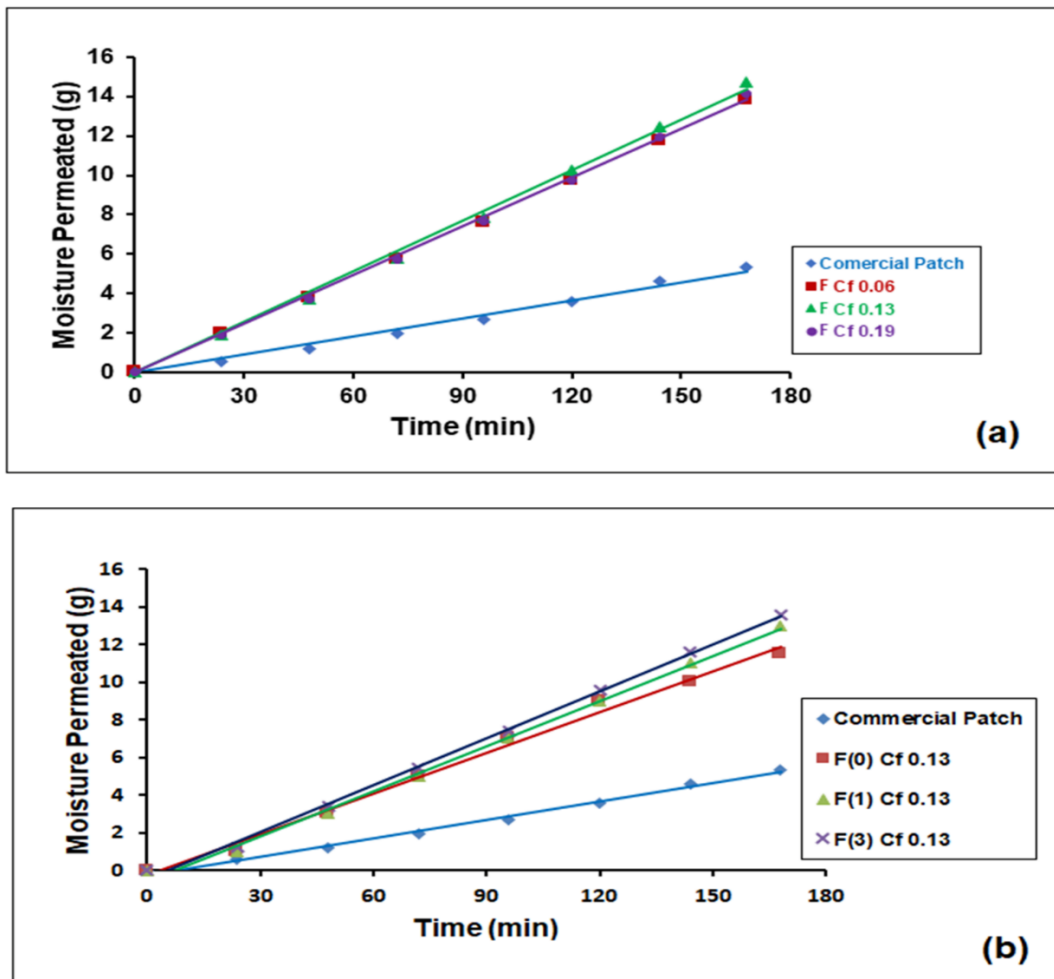 Moisture Permeated (g)
16
14
12
10
8
6
4
2
0
0 30 60 90 120 150 180
Time (min)
Comercial Patch
F Cf 0.06
F Cf 0.13
F Cf 0.19
(a)
Moisture Permeated (g)
16
14
12
10
8
6
4
2
0
0 30 60 90 120 150 180
Time (min)
Commercial Patch
F(0) Cf 0.13
F(1) Cf 0.13
F(3) Cf 0.13
(b)